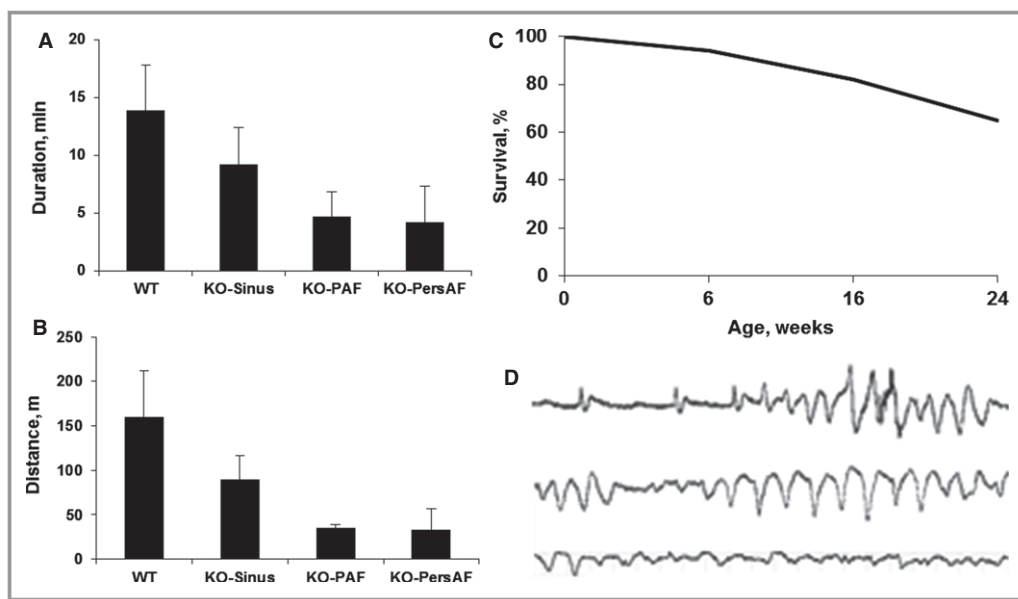 A
20
15
10
5
0
Duration, min
WT KO-Sinus KO-PAF KO-PersAF
B
250
200
150
100
50
0
Distance, m
WT KO-Sinus KO-PAF KO-PersAF
C
100
80
60
40
20
0
Survival, %
0 6 16 24
Age, weeks
D